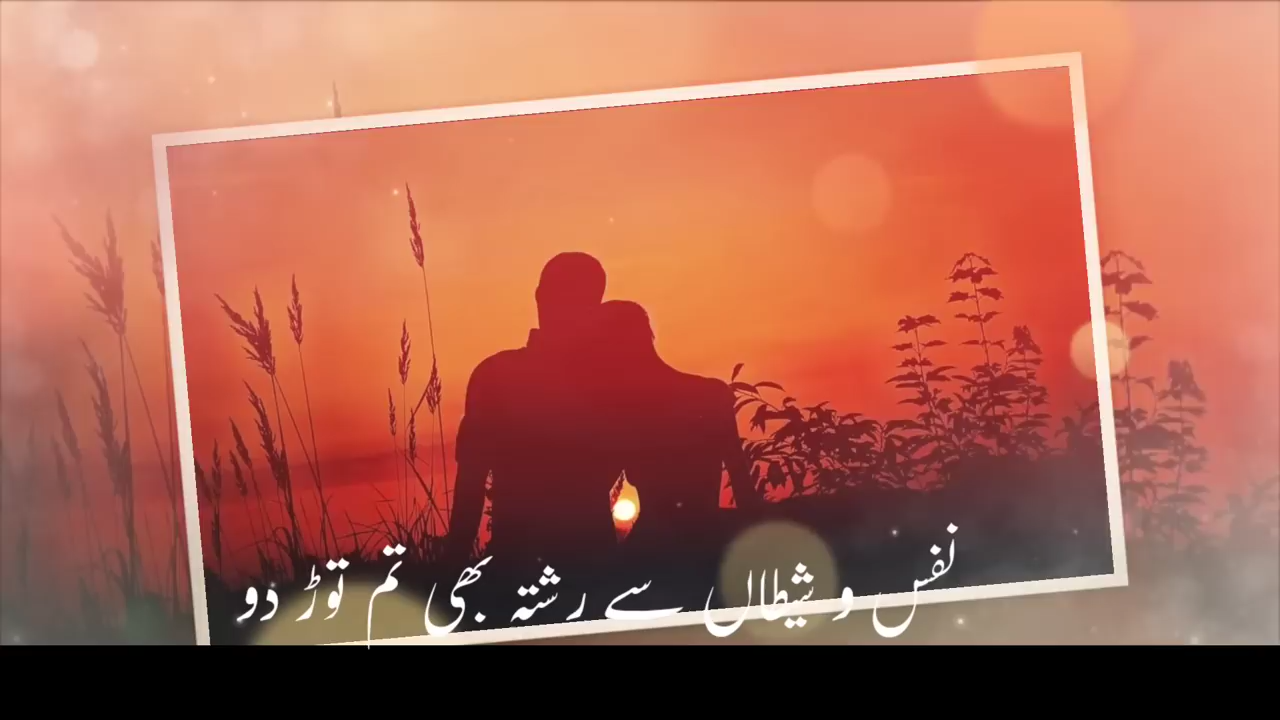 نفس و شیطاں سے رشتہ بھی تم توڑ دو